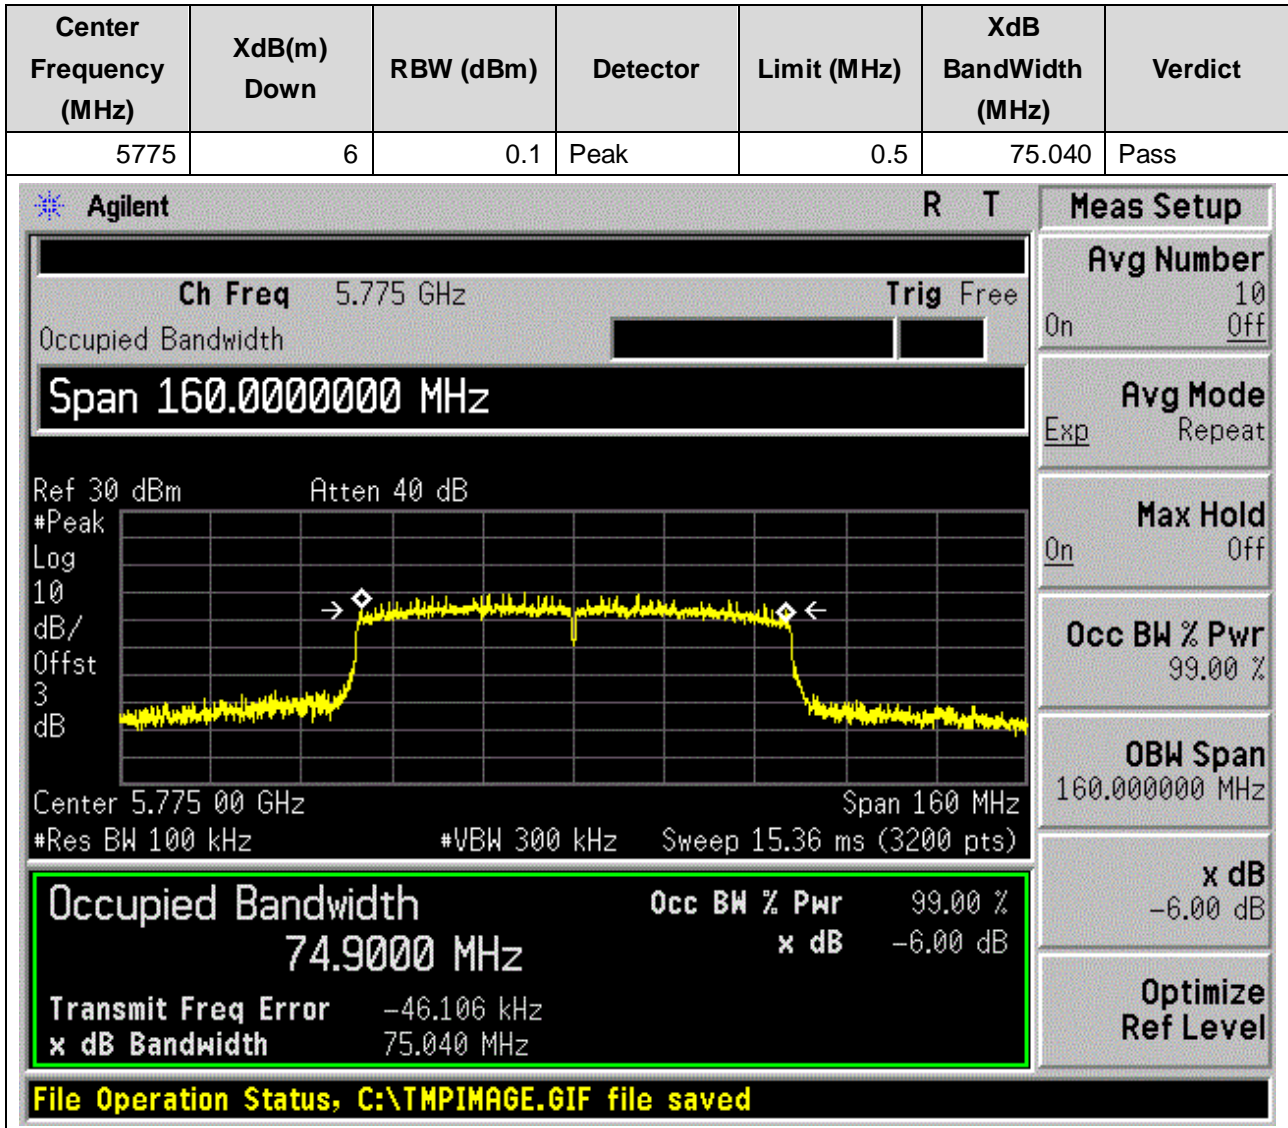 Center Frequency (MHz) XdB(m) Down RBW (dBm) Detector Limit (MHz) XdB BandWidth (MHz) Verdict
5775 6 0.1 Peak 0.5 75.040 Pass
Agilent R T
Ch Freq 5.775 GHz Trig Free
Occupied Bandwidth
Span 160.0000000 MHz
Ref 30 dBm Atten 40 dB
#Peak
Log
10
dB/
Offst
3
dB
Center 5.775 00 GHz Span 160 MHz
#Res BW 100 kHz #VBW 300 kHz Sweep 15.36 ms (3200 pts)
Occupied Bandwidth Occ BW % Pwr 99.00 %
74.9000 MHz x dB -6.00 dB
Transmit Freq Error -46.106 kHz
x dB Bandwidth 75.040 MHz
File Operation Status, C:\TMPIMAGE.GIF file saved
Meas Setup
Avg Number
10
On Off
Avg Mode
Exp Repeat
Max Hold
On Off
Occ BW % Pwr
99.00 %
OBW Span
160.000000 MHz
x dB
-6.00 dB
Optimize
Ref Level